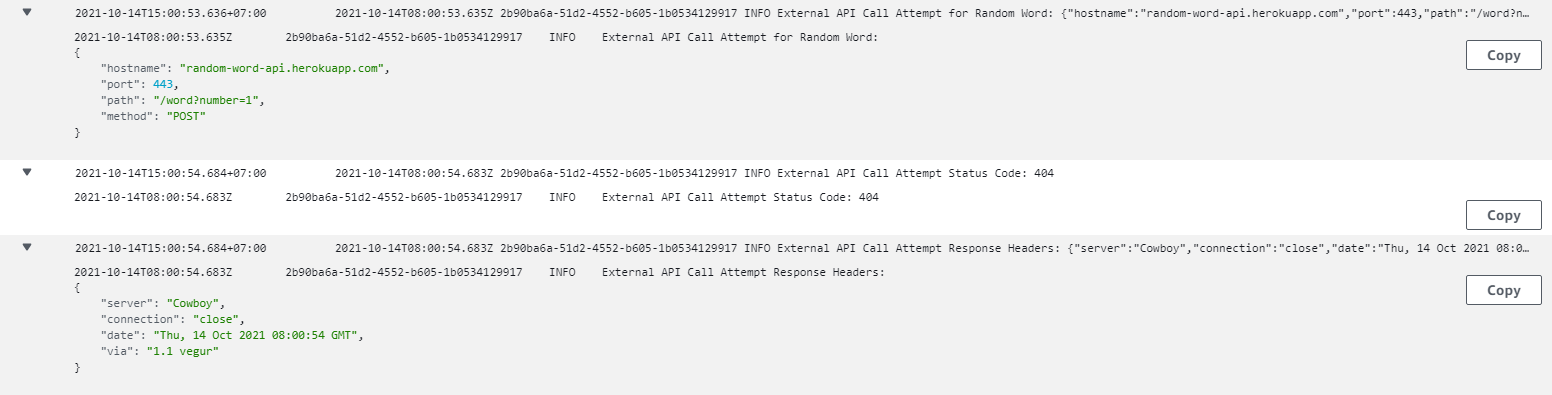 2021-10-14T15:00:53.636+07:00 2021-10-14T08:00:53.635Z 2b90ba6a-51d2-4552-b605-1b0534129917 INFO External API Call Attempt for Random Word: {"hostname":"random-word-api.herokuapp.com","port":443,"path":"/word?n…
2021-10-14T08:00:53.635Z 2b90ba6a-51d2-4552-b605-1b0534129917 INFO External API Call Attempt for Random Word:
{
Copy
"hostname": "random-word-api.herokuapp.com",
"port": 443,
"path": "/word?number=1",
"method": "POST"
}
2021-10-14T15:00:54.684+07:00 2021-10-14T08:00:54.683Z 2b90ba6a-51d2-4552-b605-1b0534129917 INFO External API Call Attempt Status Code: 404
2021-10-14T08:00:54.683Z 2b90ba6a-51d2-4552-b605-1b0534129917 INFO External API Call Attempt Status Code: 404
Copy
2021-10-14T15:00:54.684+07:00 2021-10-14T08:00:54.683Z 2b90ba6a-51d2-4552-b605-1b0534129917 INFO External API Call Attempt Response Headers: {"server":"Cowboy","connection":"close","date":"Thu, 14 Oct 2021 08:0…
2021-10-14T08:00:54.683Z 2b90ba6a-51d2-4552-b605-1b0534129917 INFO External API Call Attempt Response Headers:
{
Copy
"server": "Cowboy",
"connection": "close",
"date": "Thu, 14 Oct 2021 08:00:54 GMT",
"via": "1.1 vegur"
}